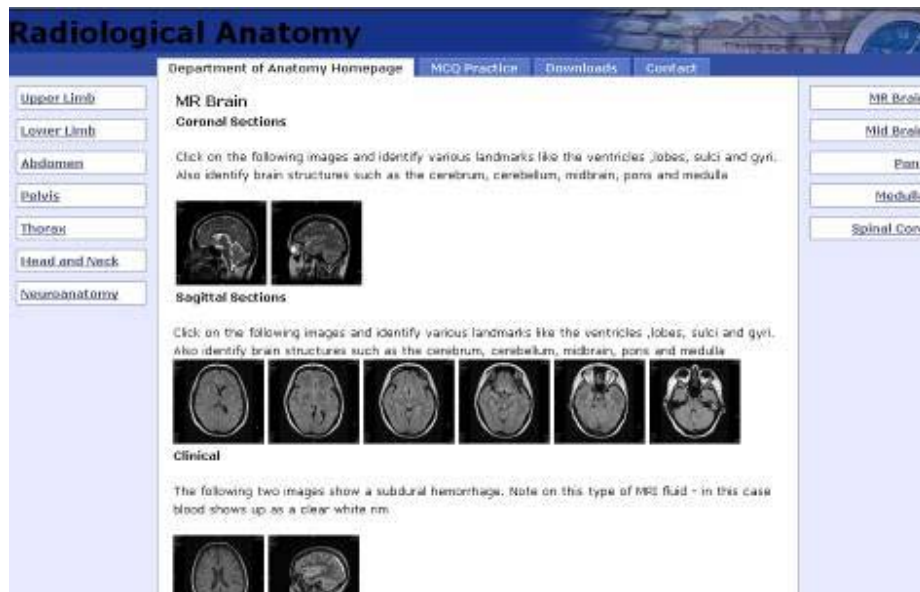 Radiological Anatomy
Department of Anatomy Homepage
MCQ Practice
Downloads
Contact
Upper Limb
Lower Limb
Abdomen
Pelvis
Thorax
Head and Neck
Neuroanatomy
MR Brain
Coronal Sections
Click on the following images and identify various landmarks like the ventricles ,lobes, sulci and gyri.
Also identify brain structures such as the cerebrum, cerebellum, midbrain, pons and medulla
Sagittal Sections
Click on the following images and identify various landmarks like the ventricles ,lobes, sulci and gyri.
Also identify brain structures such as the cerebrum, cerebellum, midbrain, pons and medulla
Clinical
The following two images show a subdural hemorrhage. Note on this type of MRI fluid - in this case
blood shows up as a clear white rim
MR Brai
Mid Brai
Pon
Medull
Spinal Cor